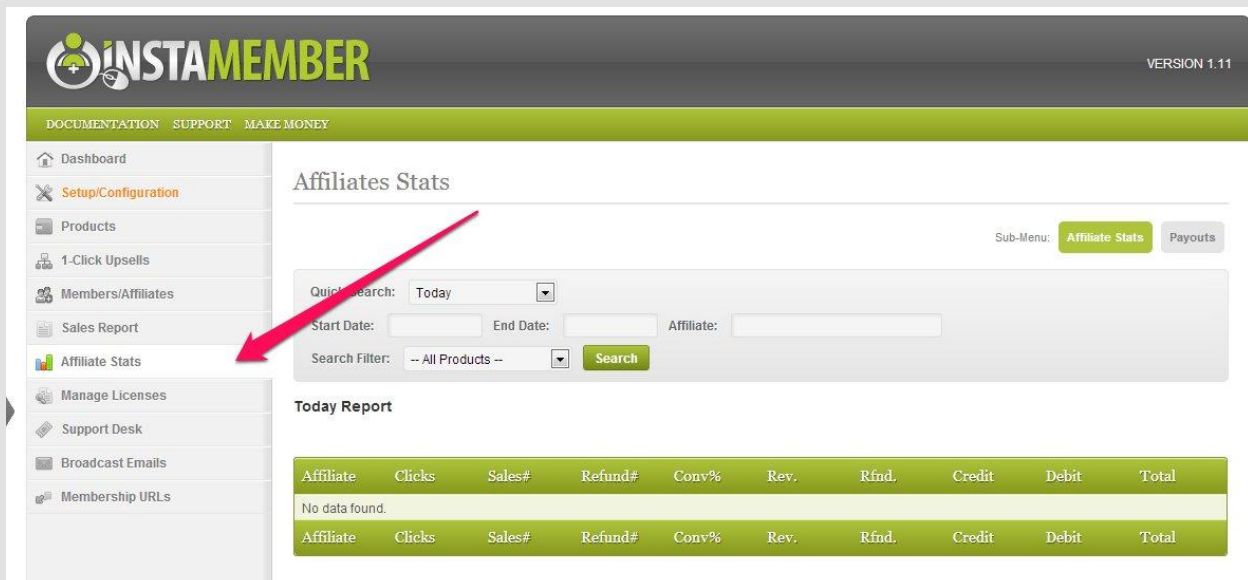 iNSTAMEMBER
VERSION 1.11
DOCUMENTATION SUPPORT MAKE MONEY
Dashboard
Setup/Configuration
Products
1-Click Upsells
Members/Affiliates
Sales Report
Affiliate Stats
Manage Licenses
Support Desk
Broadcast Emails
Membership URLs
Affiliates Stats
Sub-Menu: Affiliate Stats Payouts
Quick Search: Today
Start Date: End Date: Affiliate:
Search Filter: -- All Products -- Search
Today Report
Affiliate Clicks Sales# Refund# Conv% Rev. Rfnd. Credit Debit Total
No data found.
Affiliate Clicks Sales# Refund# Conv% Rev. Rfnd. Credit Debit Total